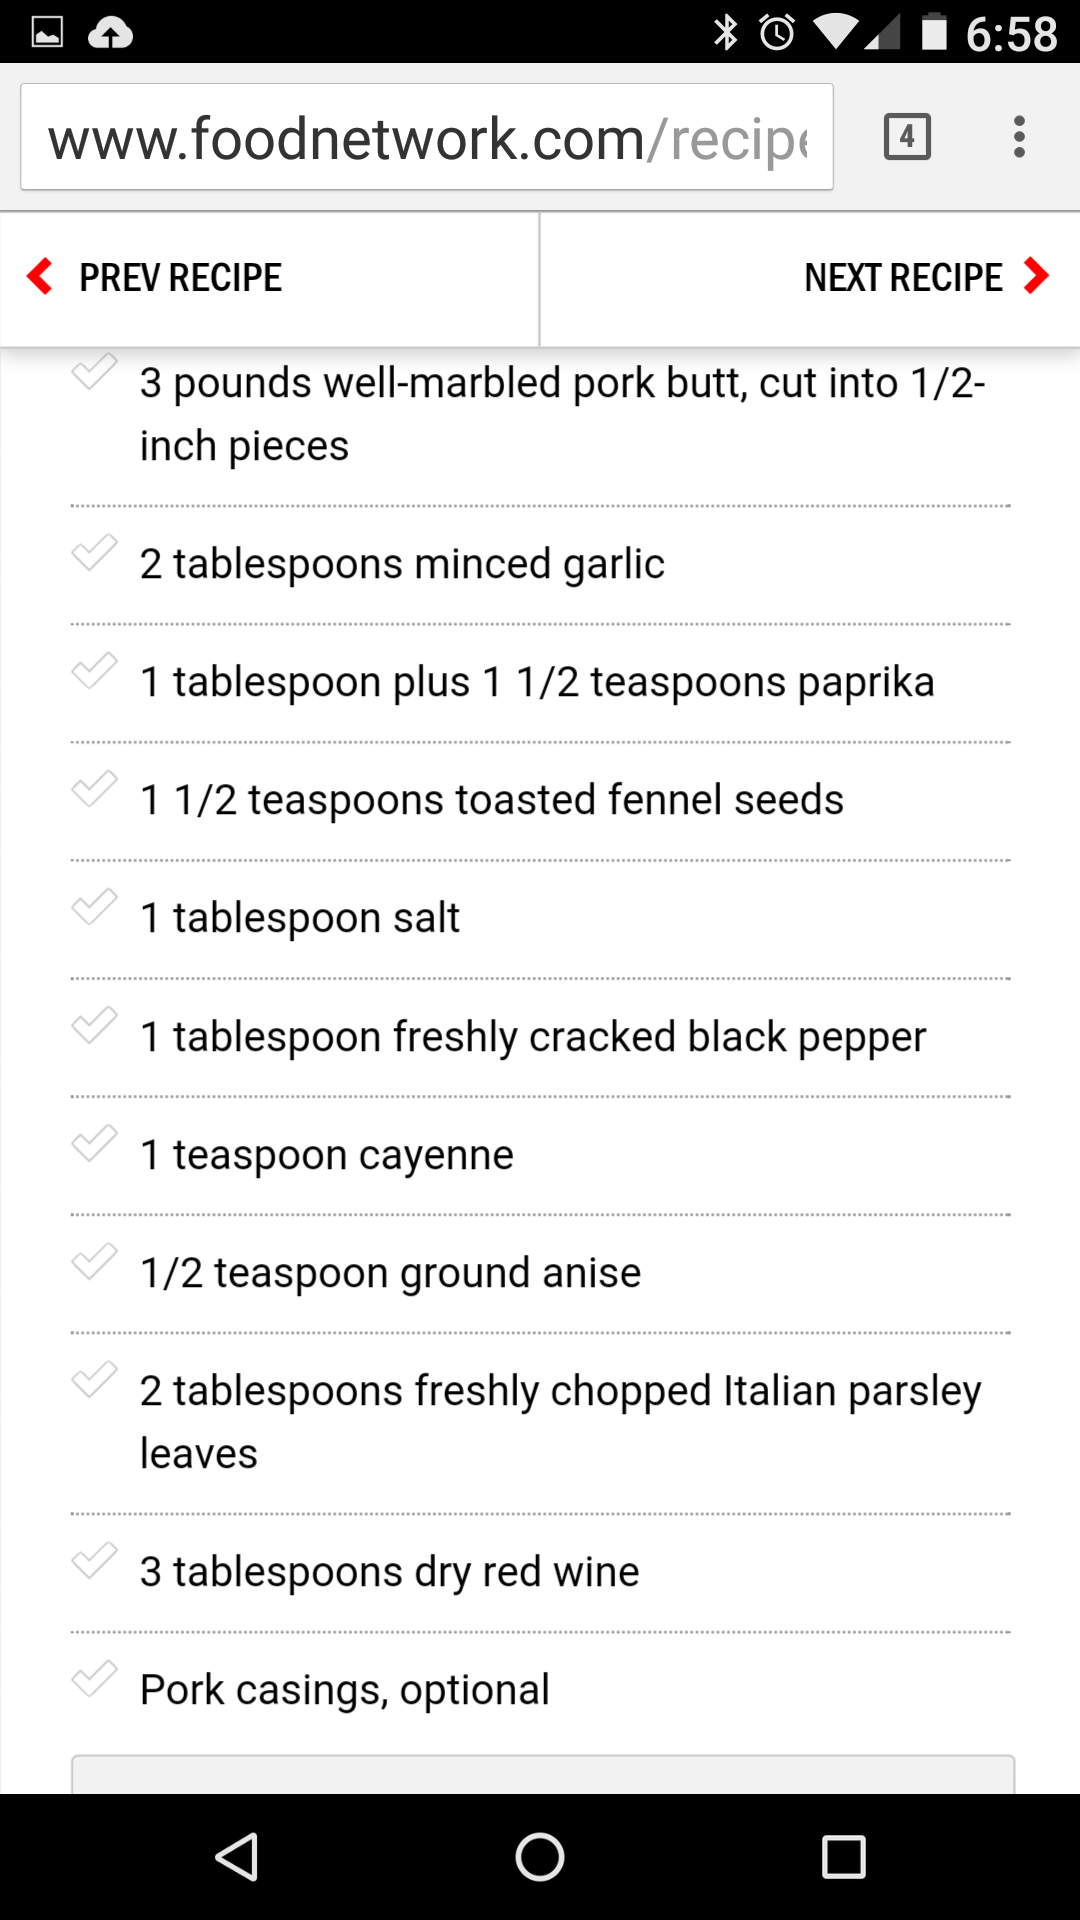 6:58
www.foodnetwork.com/recipe
4
PREV RECIPE
NEXT RECIPE
3 pounds well-marbled pork butt, cut into 1/2-
inch pieces
2 tablespoons minced garlic
1 tablespoon plus 1 1/2 teaspoons paprika
1 1/2 teaspoons toasted fennel seeds
1 tablespoon salt
1 tablespoon freshly cracked black pepper
1 teaspoon cayenne
1/2 teaspoon ground anise
2 tablespoons freshly chopped Italian parsley
leaves
3 tablespoons dry red wine
Pork casings, optional